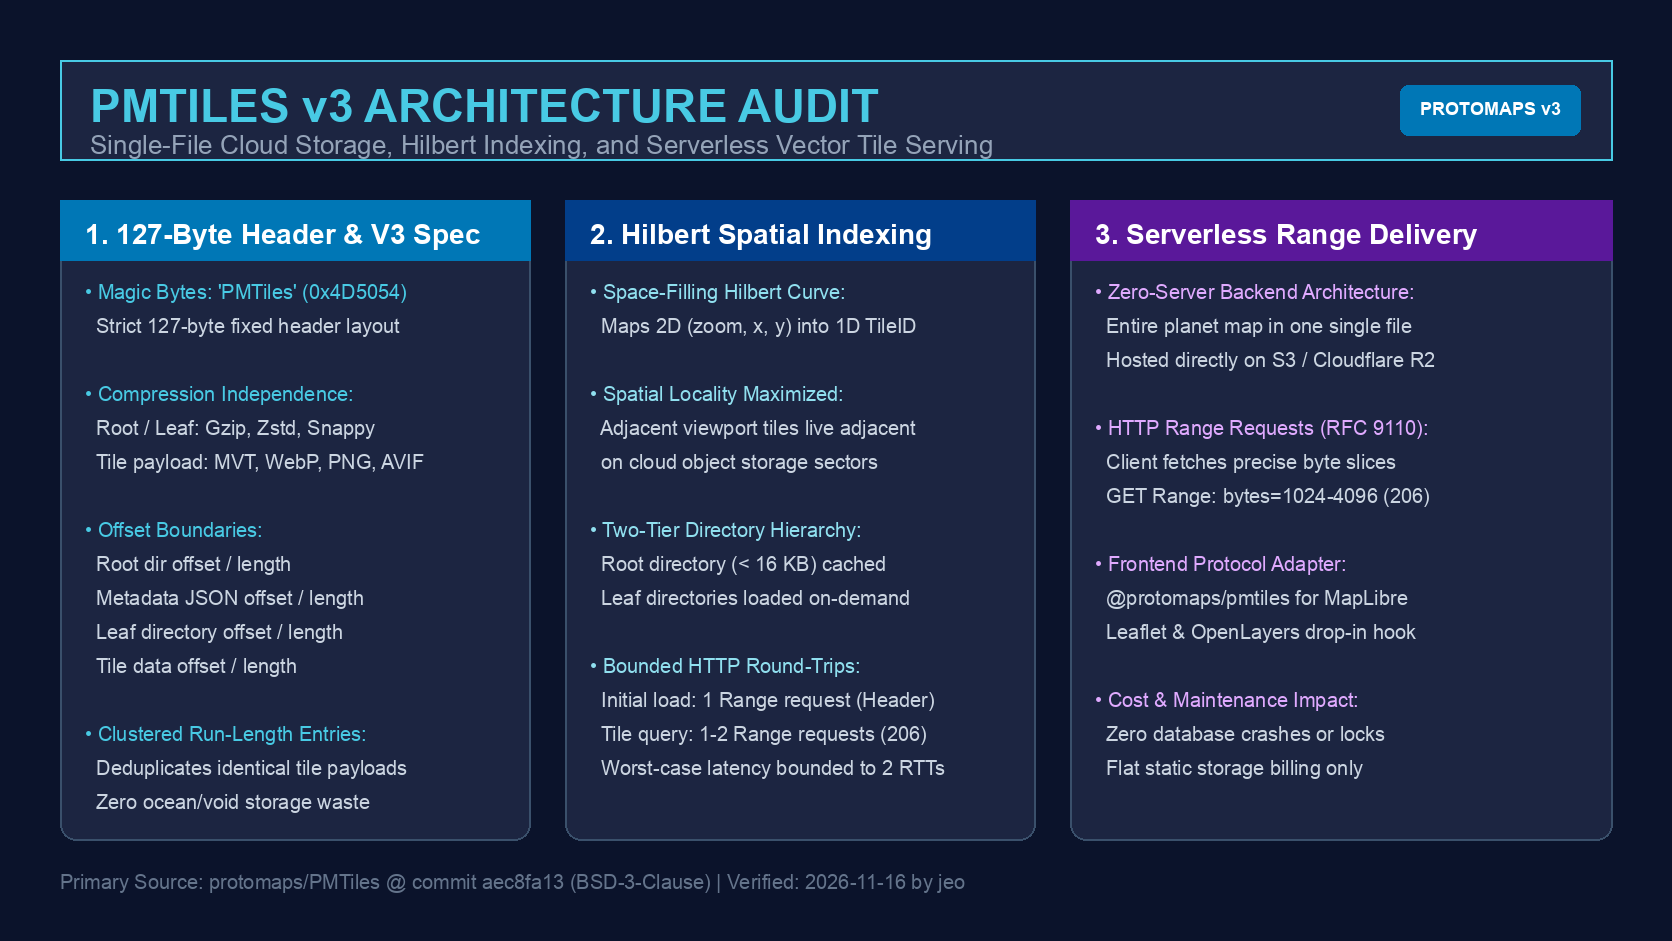 PMTILES v3 ARCHITECTURE AUDIT
Single-File Cloud Storage, Hilbert Indexing, and Serverless Vector Tile Serving
PROTOMAPS v3
1. 127-Byte Header & V3 Spec
• Magic Bytes: 'PMTiles' (0x4D5054)
Strict 127-byte fixed header layout
• Compression Independence:
Root / Leaf: Gzip, Zstd, Snappy
Tile payload: MVT, WebP, PNG, AVIF
• Offset Boundaries:
Root dir offset / length
Metadata JSON offset / length
Leaf directory offset / length
Tile data offset / length
• Clustered Run-Length Entries:
Deduplicates identical tile payloads
Zero ocean/void storage waste
2. Hilbert Spatial Indexing
• Space-Filling Hilbert Curve:
Maps 2D (zoom, x, y) into 1D TileID
• Spatial Locality Maximized:
Adjacent viewport tiles live adjacent
on cloud object storage sectors
• Two-Tier Directory Hierarchy:
Root directory (< 16 KB) cached
Leaf directories loaded on-demand
• Bounded HTTP Round-Trips:
Initial load: 1 Range request (Header)
Tile query: 1-2 Range requests (206)
Worst-case latency bounded to 2 RTTs
3. Serverless Range Delivery
• Zero-Server Backend Architecture:
Entire planet map in one single file
Hosted directly on S3 / Cloudflare R2
• HTTP Range Requests (RFC 9110):
Client fetches precise byte slices
GET Range: bytes=1024-4096 (206)
• Frontend Protocol Adapter:
@protomaps/pmtiles for MapLibre
Leaflet & OpenLayers drop-in hook
• Cost & Maintenance Impact:
Zero database crashes or locks
Flat static storage billing only
Primary Source: protomaps/PMTiles @ commit aec8fa13 (BSD-3-Clause) | Verified: 2026-11-16 by jeo